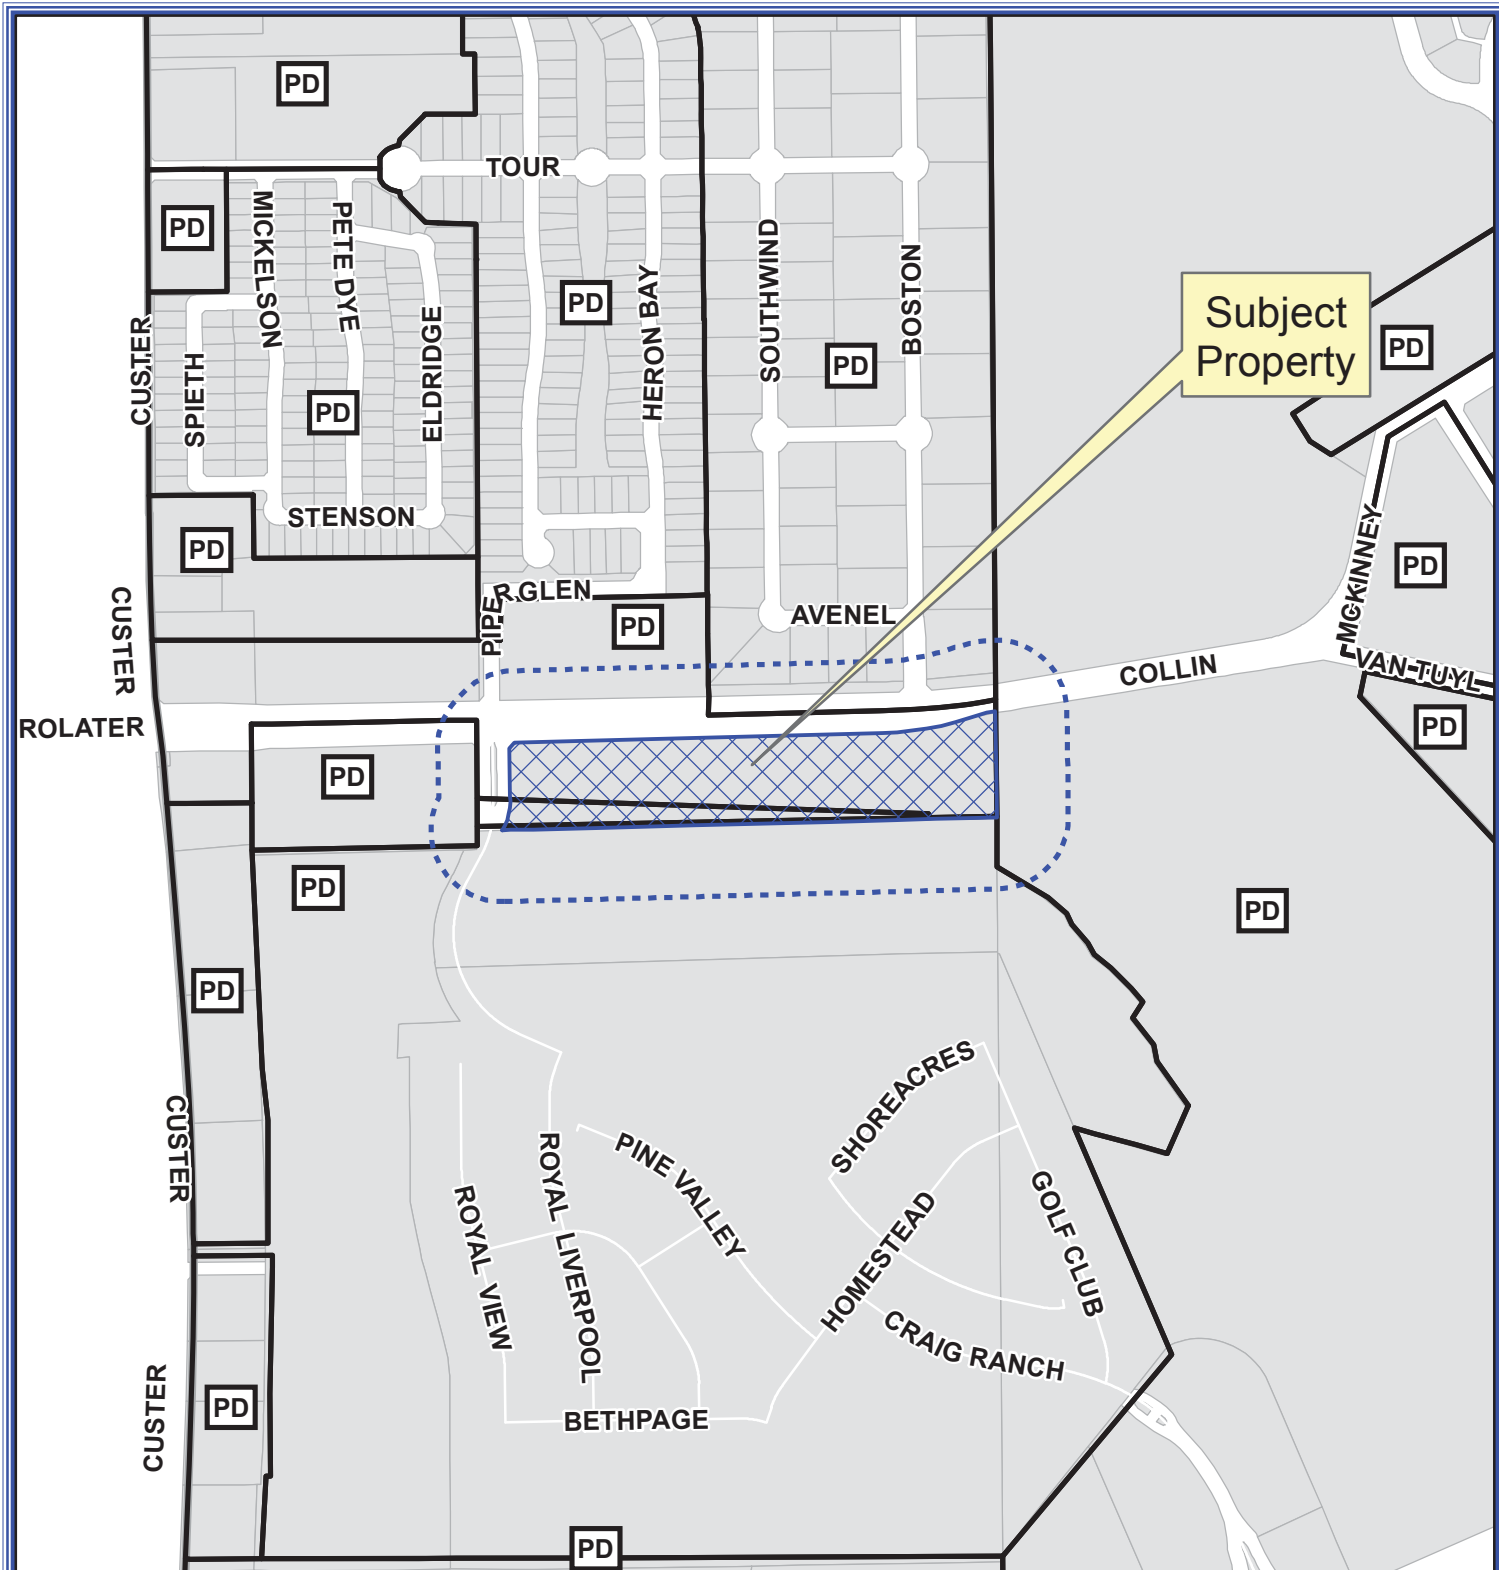 PD
TOUR
PD
MICKELSON
PETE DYE
SOUTHWIND
BOSTON
HERON BAY
PD
Subject
Property
PD
CUSTER
SPIETH
ELDRIDGE
PD
PD
STENSON
PD
MCKINNEY
PD
CUSTER
PIPE
R GLEN
PD
AVENEL
COLLIN
VAN TUYL
ROLATER
PD
PD
PD
PD
PD
CUSTER
SHOREACRES
PINE VALLEY
ROYAL LIVERPOOL
ROYAL VIEW
HOMESTEAD
GOLF CLUB
CRAIG RANCH
CUSTER
PD
BETHPAGE
PD